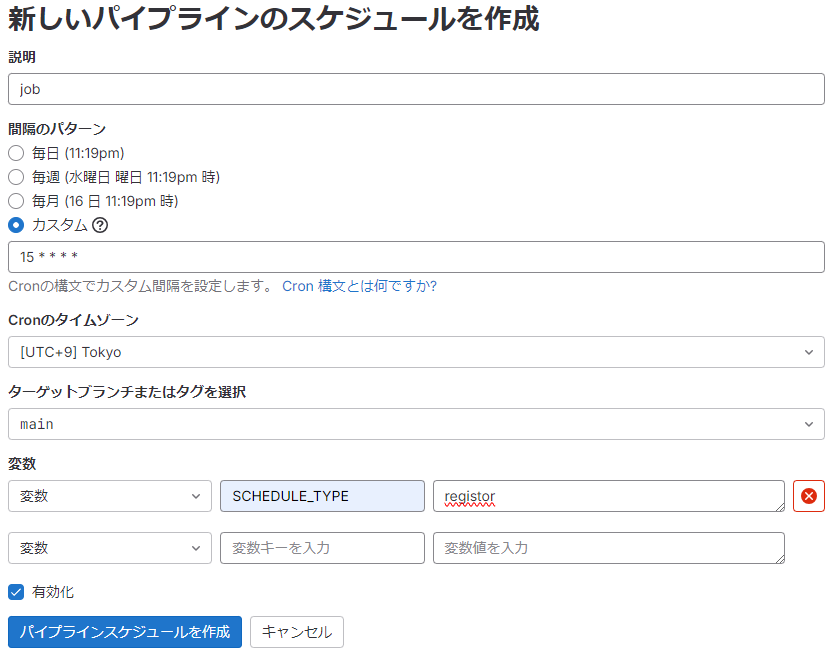 新しいパイプラインのスケジュールを作成
説明
job
間隔のパターン
毎日 (11:19pm)
毎週 (水曜日 曜日 11:19pm 時)
毎月 (16 日 11:19pm 時)
カスタム
15 * * * *
Cronの構文でカスタム間隔を設定します。 Cron 構文とは何ですか?
Cronのタイムゾーン
[UTC+9] Tokyo
ターゲットブランチまたはタグを選択
main
変数
変数 SCHEDULE_TYPE registor
変数 変数キーを入力 変数値を入力
有効化
パイプラインスケジュールを作成 キャンセル